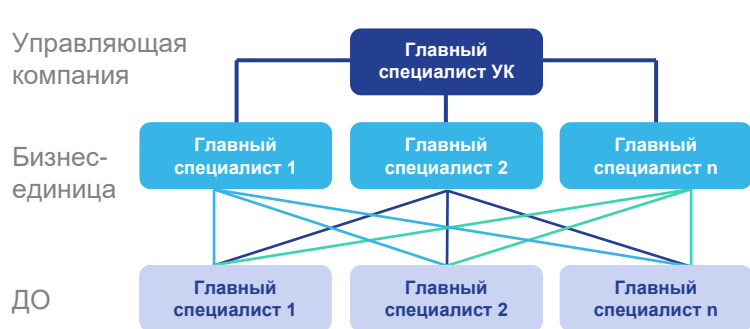 Управляющая
компания
Главный
специалист УК
Бизнес-
единица
Главный
специалист 1
Главный
специалист 2
Главный
специалист n
ДО
Главный
специалист 1
Главный
специалист 2
Главный
специалист n